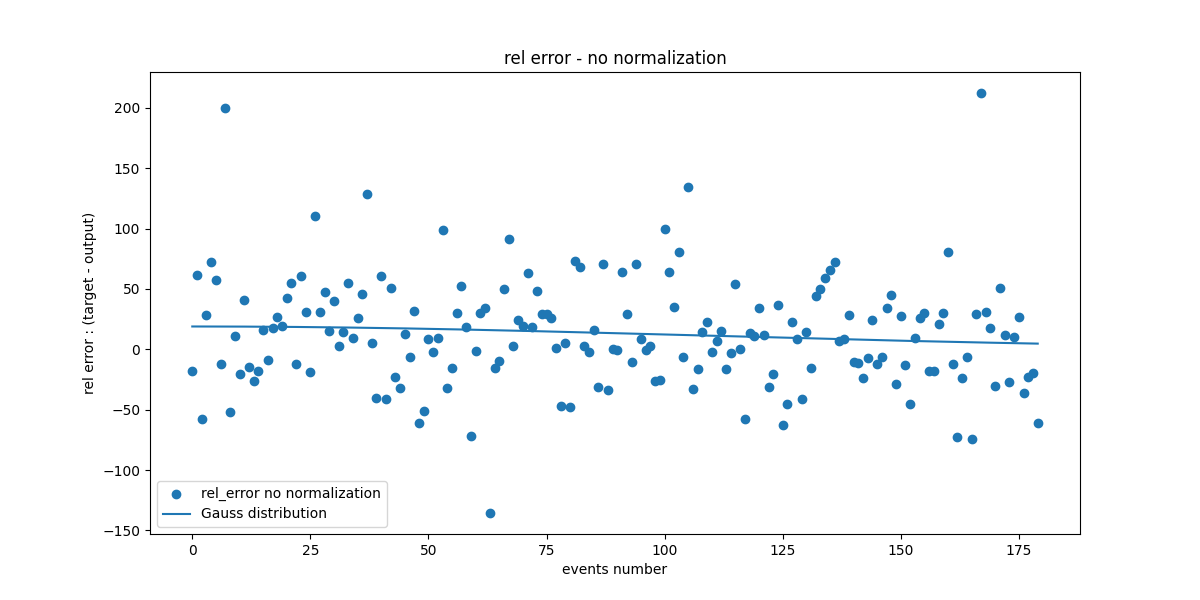 rel error - no normalization
rel error : (target - output)
200
150
100
50
0
−50
−100
−150
rel_error no normalization
Gauss distribution
0 25 50 75 100 125 150 175
events number